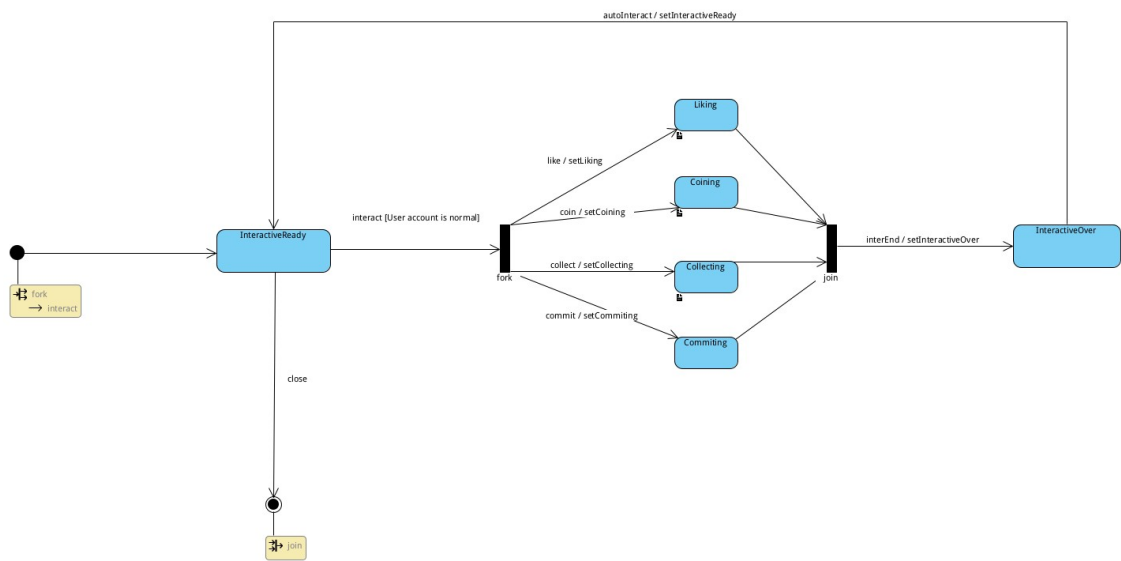 autoInteract / setInteractiveReady
Liking
like / setLiking
Coining
coin / setCoining
interact [User account is normal]
InteractiveReady
InteractiveOver
interEnd / setInteractiveOver
collect / setCollecting
Collecting
fork
join
fork
interact
commit / setCommiting
Commiting
close
join